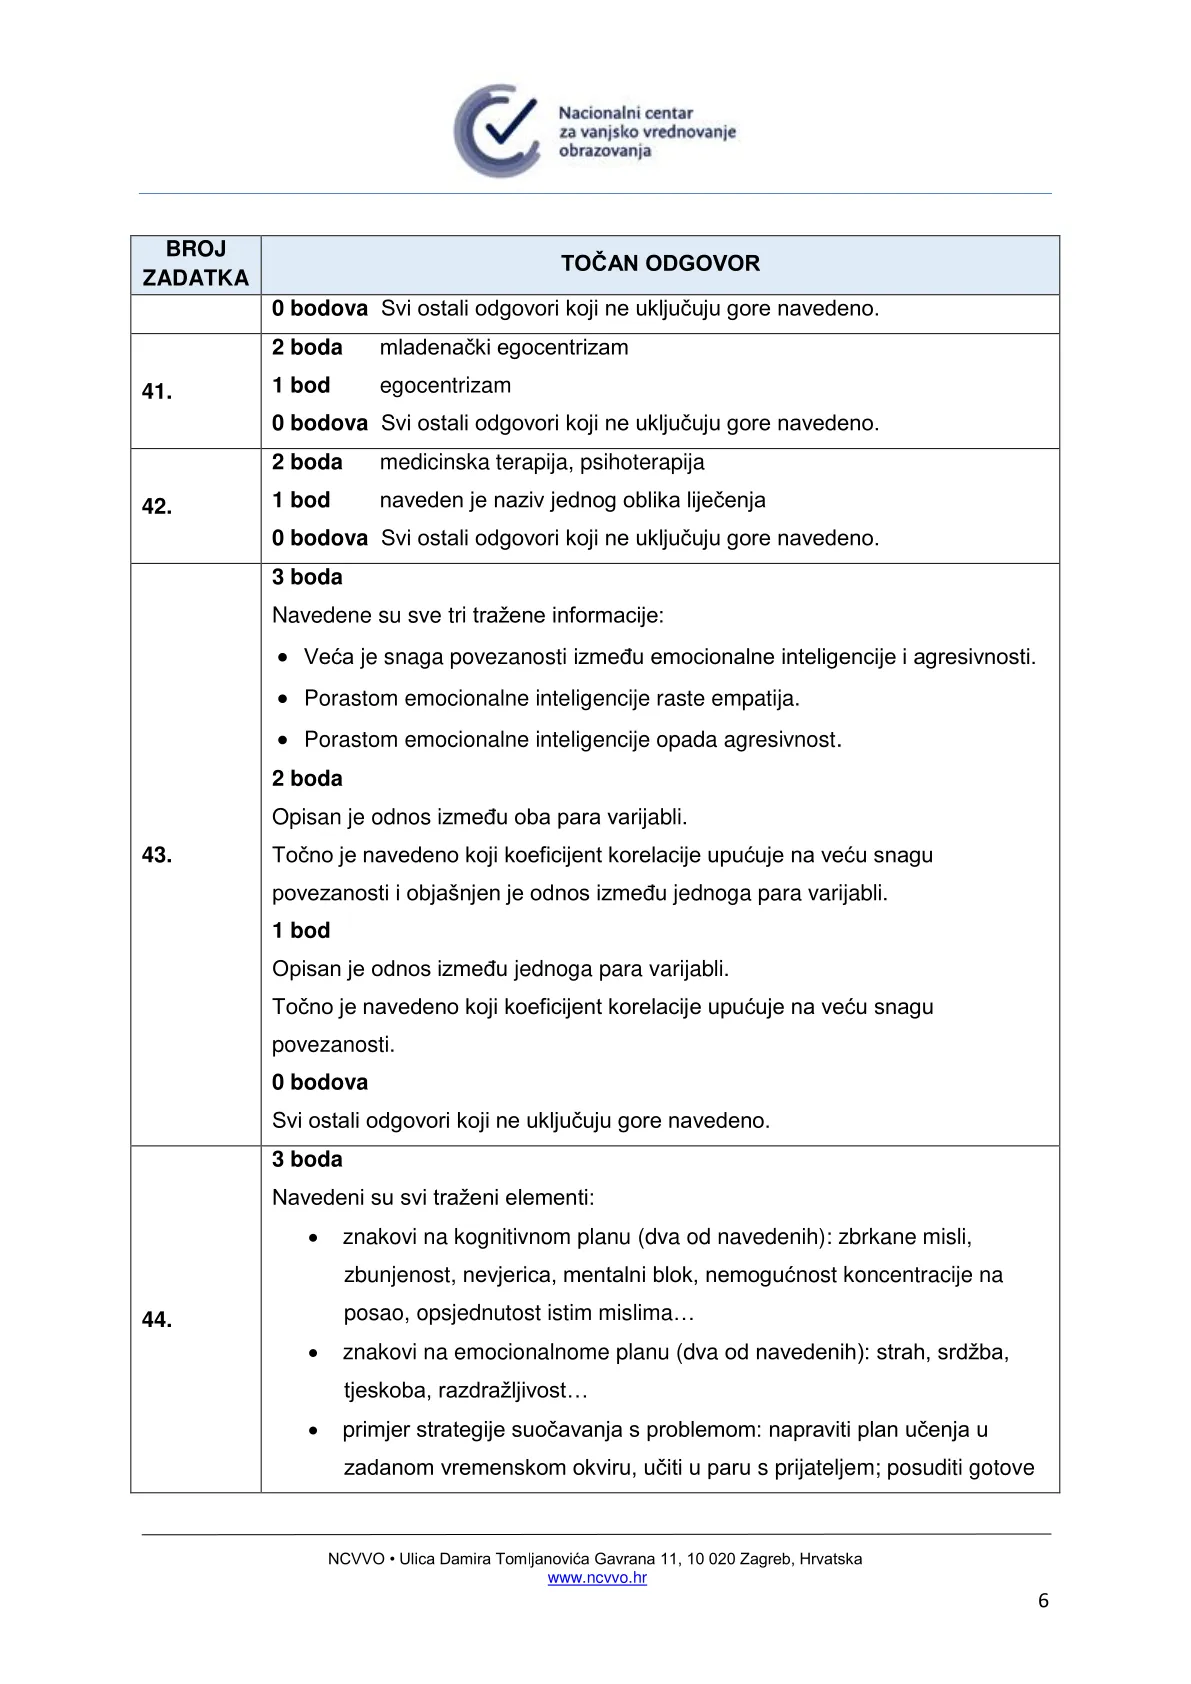 Nacionalni centar
za vanjsko vrednovanje
obrazovanja
BROJ
ZADATKA
TOČAN ODGOVOR
0 bodova Svi ostali odgovori koji ne uključuju gore navedeno.
41.
2 boda mladenački egocentrizam
1 bod egocentrizam
0 bodova Svi ostali odgovori koji ne uključuju gore navedeno.
42.
2 boda medicinska terapija, psihoterapija
1 bod naveden je naziv jednog oblika liječenja
0 bodova Svi ostali odgovori koji ne uključuju gore navedeno.
43.
3 boda
Navedene su sve tri tražene informacije:
• Veća je snaga povezanosti između emocionalne inteligencije i agresivnosti.
• Porastom emocionalne inteligencije raste empatija.
• Porastom emocionalne inteligencije opada agresivnost.
2 boda
Opisan je odnos između oba para varijabli.
Točno je navedeno koji koeficijent korelacije upućuje na veću snagu
povezanosti i objašnjen je odnos između jednoga para varijabli.
1 bod
Opisan je odnos između jednoga para varijabli.
Točno je navedeno koji koeficijent korelacije upućuje na veću snagu
povezanosti.
0 bodova
Svi ostali odgovori koji ne uključuju gore navedeno.
44.
3 boda
Navedeni su svi traženi elementi:
• znakovi na kognitivnom planu (dva od navedenih): zbrkane misli,
zbunjenost, nevjerica, mentalni blok, nemogućnost koncentracije na
posao, opsjednutost istim mislima…
• znakovi na emocionalnome planu (dva od navedenih): strah, srdžba,
tjeskoba, razdražljivost…
• primjer strategije suočavanja s problemom: napraviti plan učenja u
zadanom vremenskom okviru, učiti u paru s prijateljem; posuditi gotove
NCVVO • Ulica Damira Tomljanovića Gavrana 11, 10 020 Zagreb, Hrvatska
www.ncvvo.hr
6